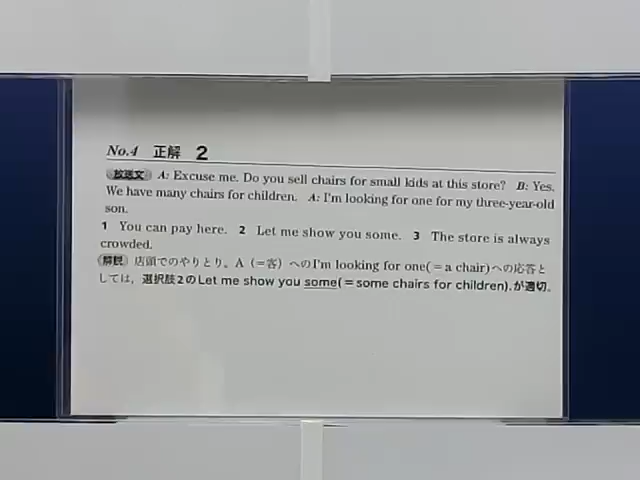 No.4 正解 2
放送文 A: Excuse me. Do you sell chairs for small kids at this store? B: Yes.
We have many chairs for children. A: I'm looking for one for my three-year-old
son.
1 You can pay here. 2 Let me show you some. 3 The store is always
crowded.
解説 店頭でのやりとり。A（＝客）へのI'm looking for one(＝a chair)への応答と
しては，選択肢2のLet me show you some(＝some chairs for children).が適切。